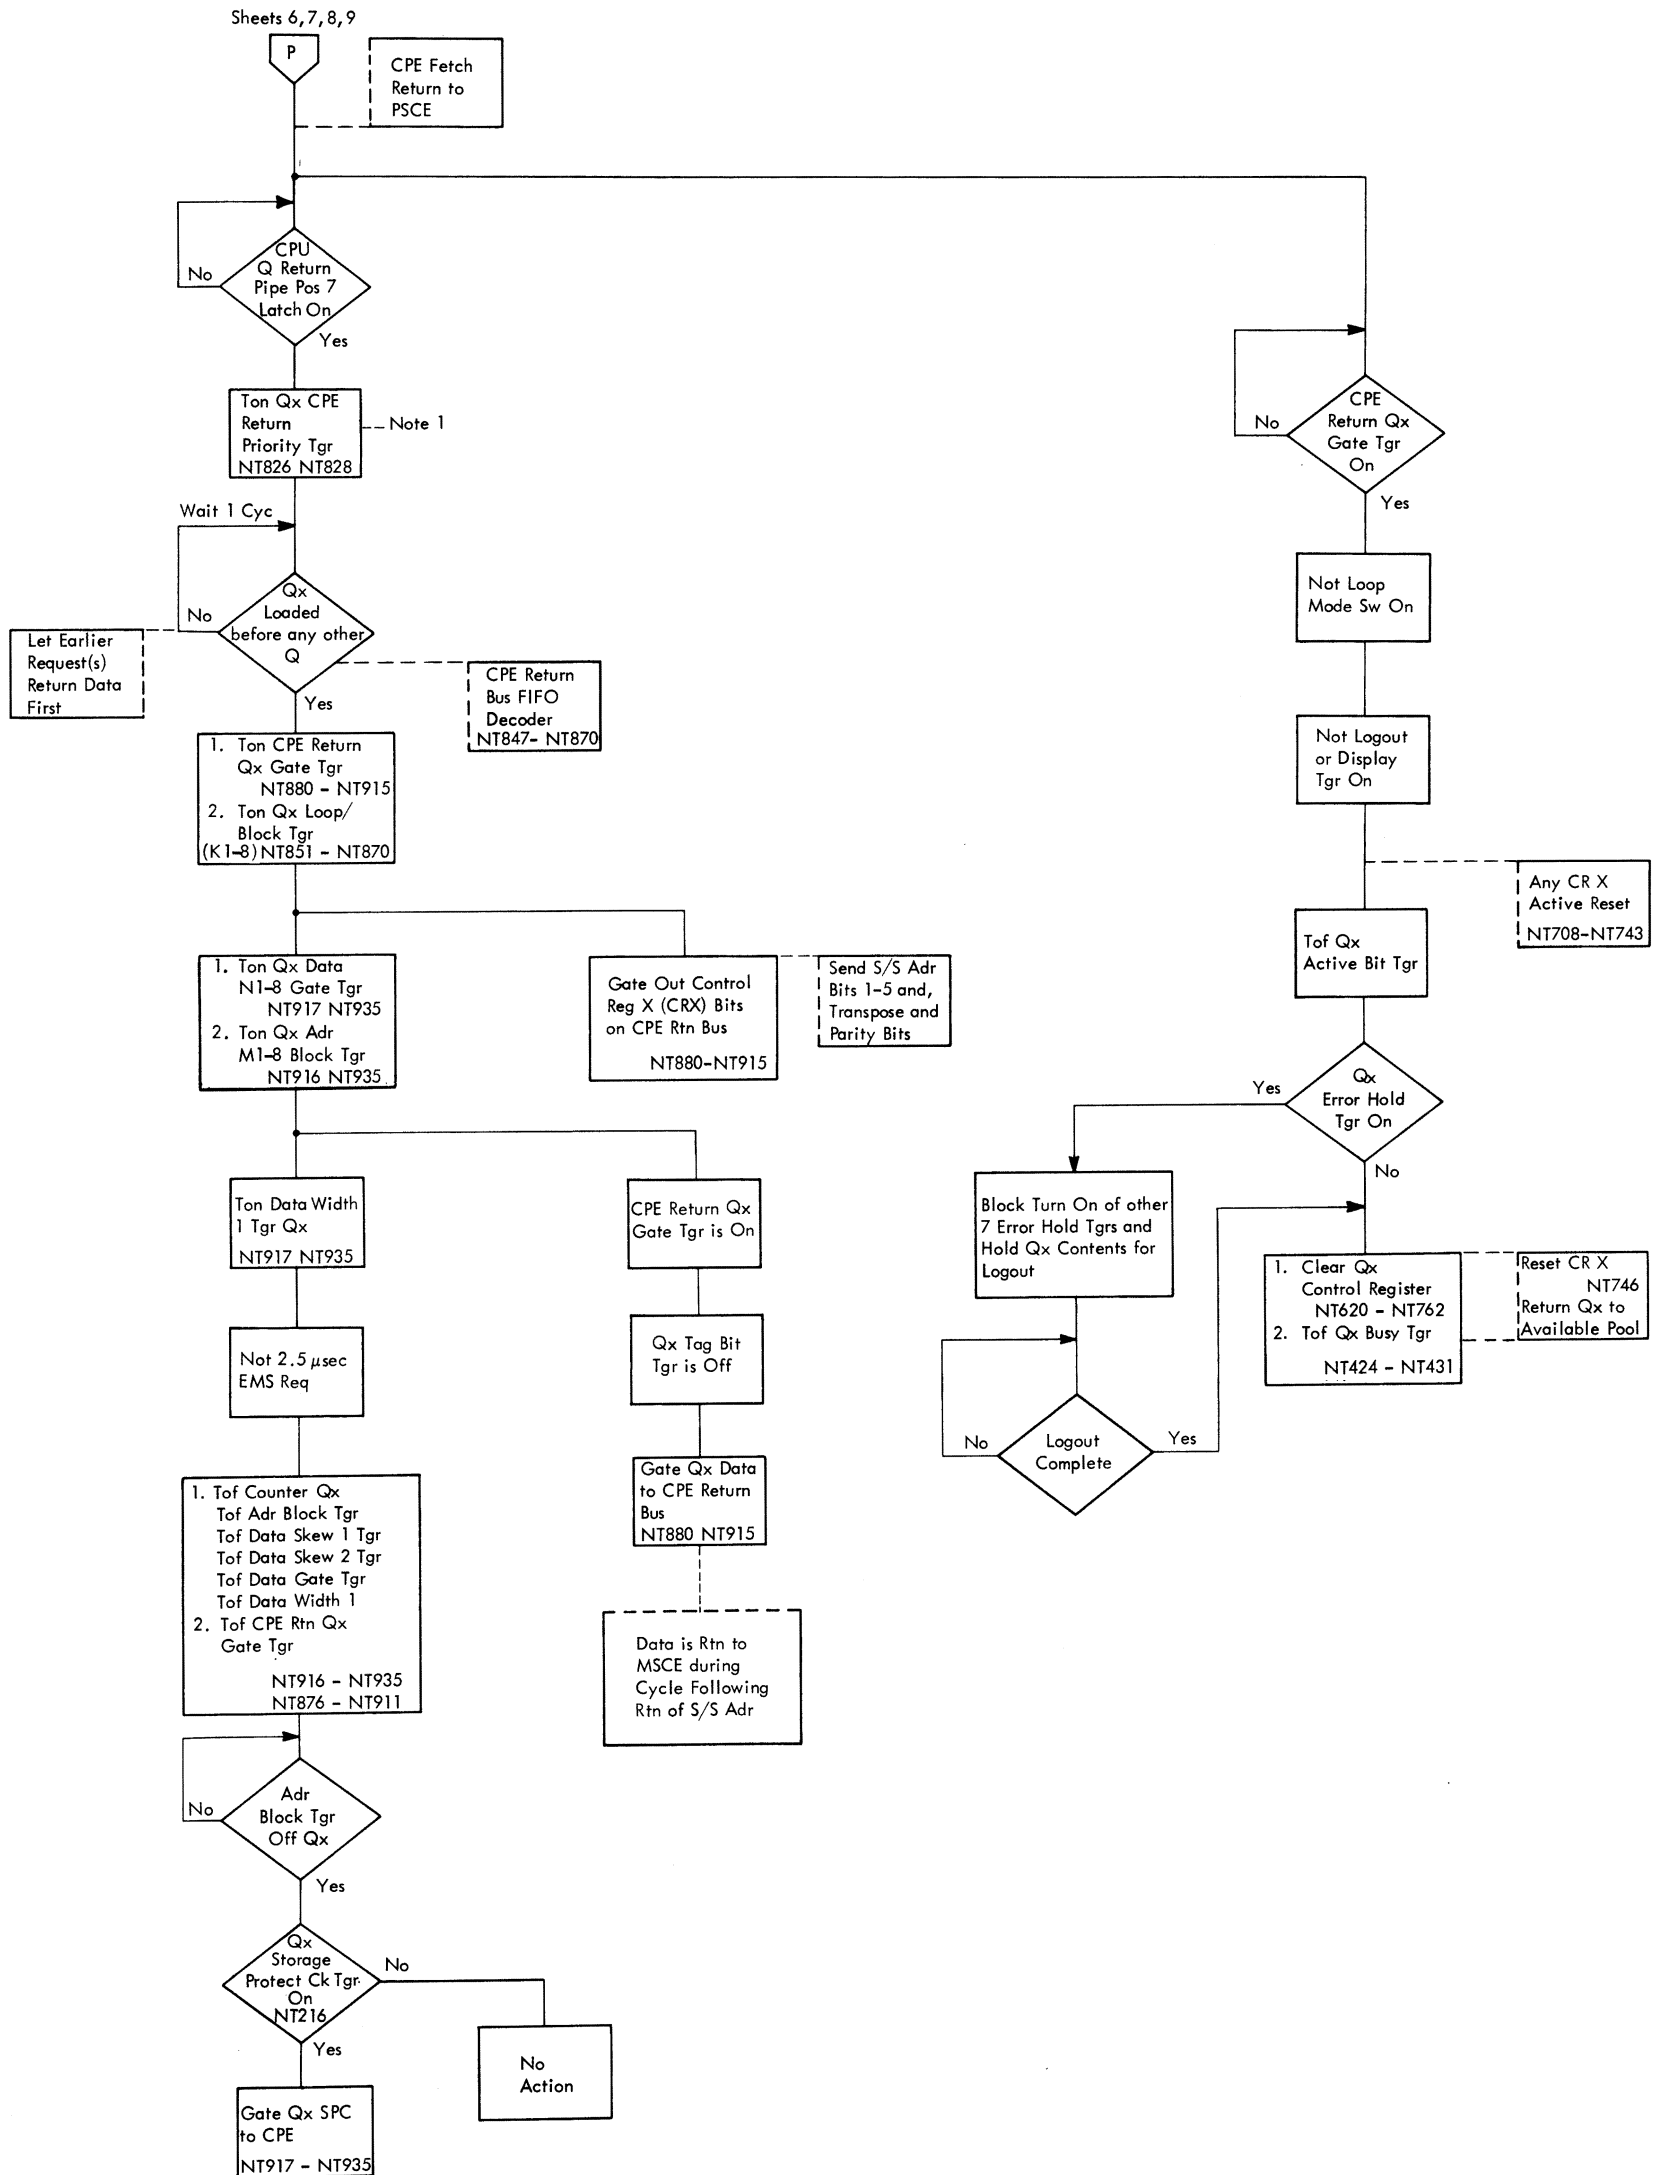 Sheets 6,7,8,9
P
CPE Fetch
Return to
PSCE
CPU
Q Return
Pipe Pos 7
Latch On
No
Yes
Ton Qx CPE
Return
Priority Tgr
NT826 NT828
Note 1
Wait 1 Cyc
Qx
Loaded
before any other
Q
No
Yes
Let Earlier
Request(s)
Return Data
First
CPE Return
Bus FIFO
Decoder
NT847- NT870
1. Ton CPE Return
Qx Gate Tgr
NT880 - NT915
2. Ton Qx Loop/
Block Tgr
(K1-8) NT851 - NT870
1. Ton Qx Data
N1-8 Gate Tgr
NT917 NT935
2. Ton Qx Adr
M1-8 Block Tgr
NT916 NT935
Gate Out Control
Reg X (CRX) Bits
on CPE Rtn Bus
NT880-NT915
Send S/S Adr
Bits 1-5 and,
Transpose and
Parity Bits
Ton Data Width
1 Tgr Qx
NT917 NT935
Not 2.5 µsec
EMS Req
1. Tof Counter Qx
Tof Adr Block Tgr
Tof Data Skew 1 Tgr
Tof Data Skew 2 Tgr
Tof Data Gate Tgr
Tof Data Width 1
2. Tof CPE Rtn Qx
Gate Tgr
NT916 - NT935
NT876 - NT911
Adr
Block Tgr
Off Qx
No
Yes
Qx
Storage
Protect Ck Tgr
On
NT216
No
Yes
No
Action
Gate Qx SPC
to CPE
NT917 - NT935
CPE Return Qx
Gate Tgr is On
Qx Tag Bit
Tgr is Off
Gate Qx Data
to CPE Return
Bus
NT880 NT915
Data is Rtn to
MSCE during
Cycle Following
Rtn of S/S Adr
CPE
Return Qx
Gate Tgr
On
No
Yes
Not Loop
Mode Sw On
Not Logout
or Display
Tgr On
Any CR X
Active Reset
NT708-NT743
Tof Qx
Active Bit Tgr
Qx
Error Hold
Tgr On
Yes
No
Block Turn On of other
7 Error Hold Tgrs and
Hold Qx Contents for
Logout
Logout
Complete
No
Yes
1. Clear Qx
Control Register
NT620 - NT762
2. Tof Qx Busy Tgr
NT424 - NT431
Reset CR X
NT746
Return Qx to
Available Pool